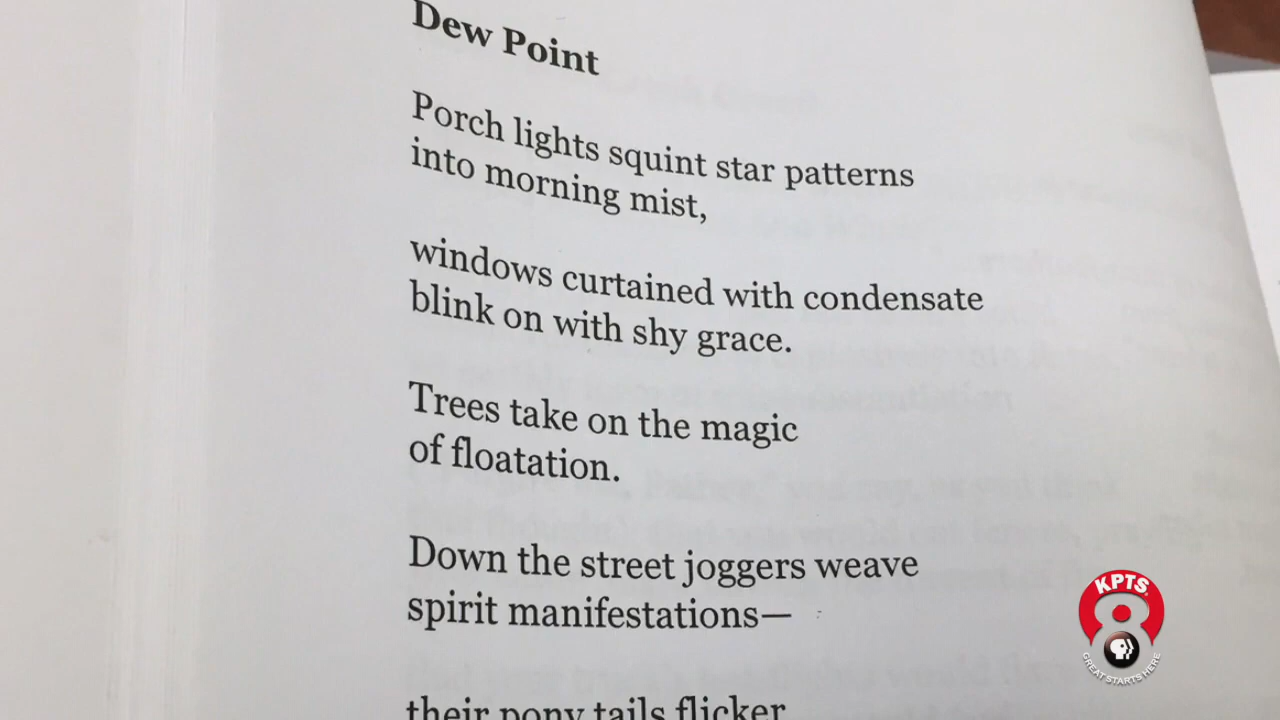 Dew Point
Porch lights squint star patterns
into morning mist,
windows curtained with condensate
blink on with shy grace.
Trees take on the magic
of floatation.
Down the street joggers weave
spirit manifestations—
their pony tails flicker
KPTS
8
GREAT STARTS HERE